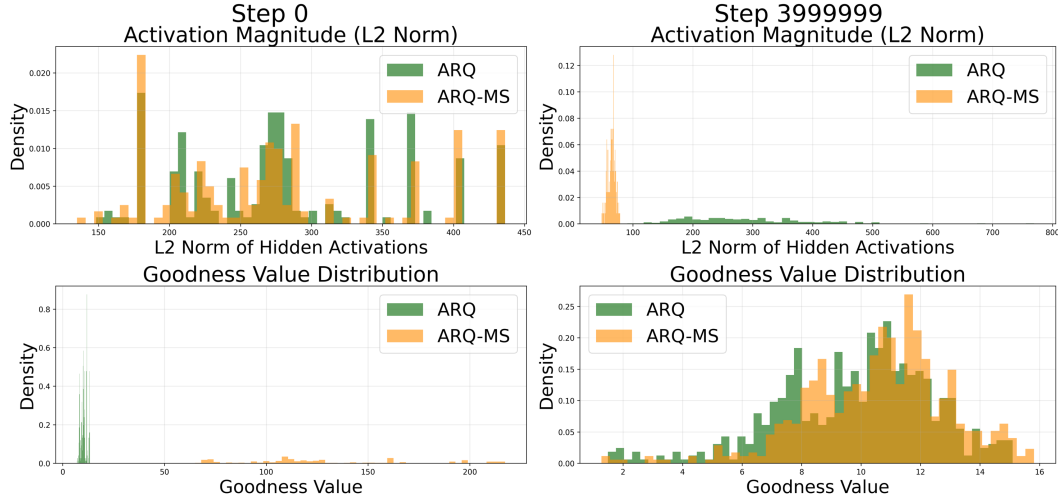 Step 0
Activation Magnitude (L2 Norm)
Density
0.020
0.015
0.010
0.005
0.000
150
200
250
300
350
400
450
L2 Norm of Hidden Activations
ARQ
ARQ-MS
Step 3999999
Activation Magnitude (L2 Norm)
Density
0.12
0.10
0.08
0.06
0.04
0.02
0.00
100
200
300
400
500
600
700
800
L2 Norm of Hidden Activations
ARQ
ARQ-MS
Goodness Value Distribution
Density
0.8
0.6
0.4
0.2
0.0
0
50
100
150
200
Goodness Value
ARQ
ARQ-MS
Goodness Value Distribution
Density
0.25
0.20
0.15
0.10
0.05
0.00
2
4
6
8
10
12
14
16
Goodness Value
ARQ
ARQ-MS